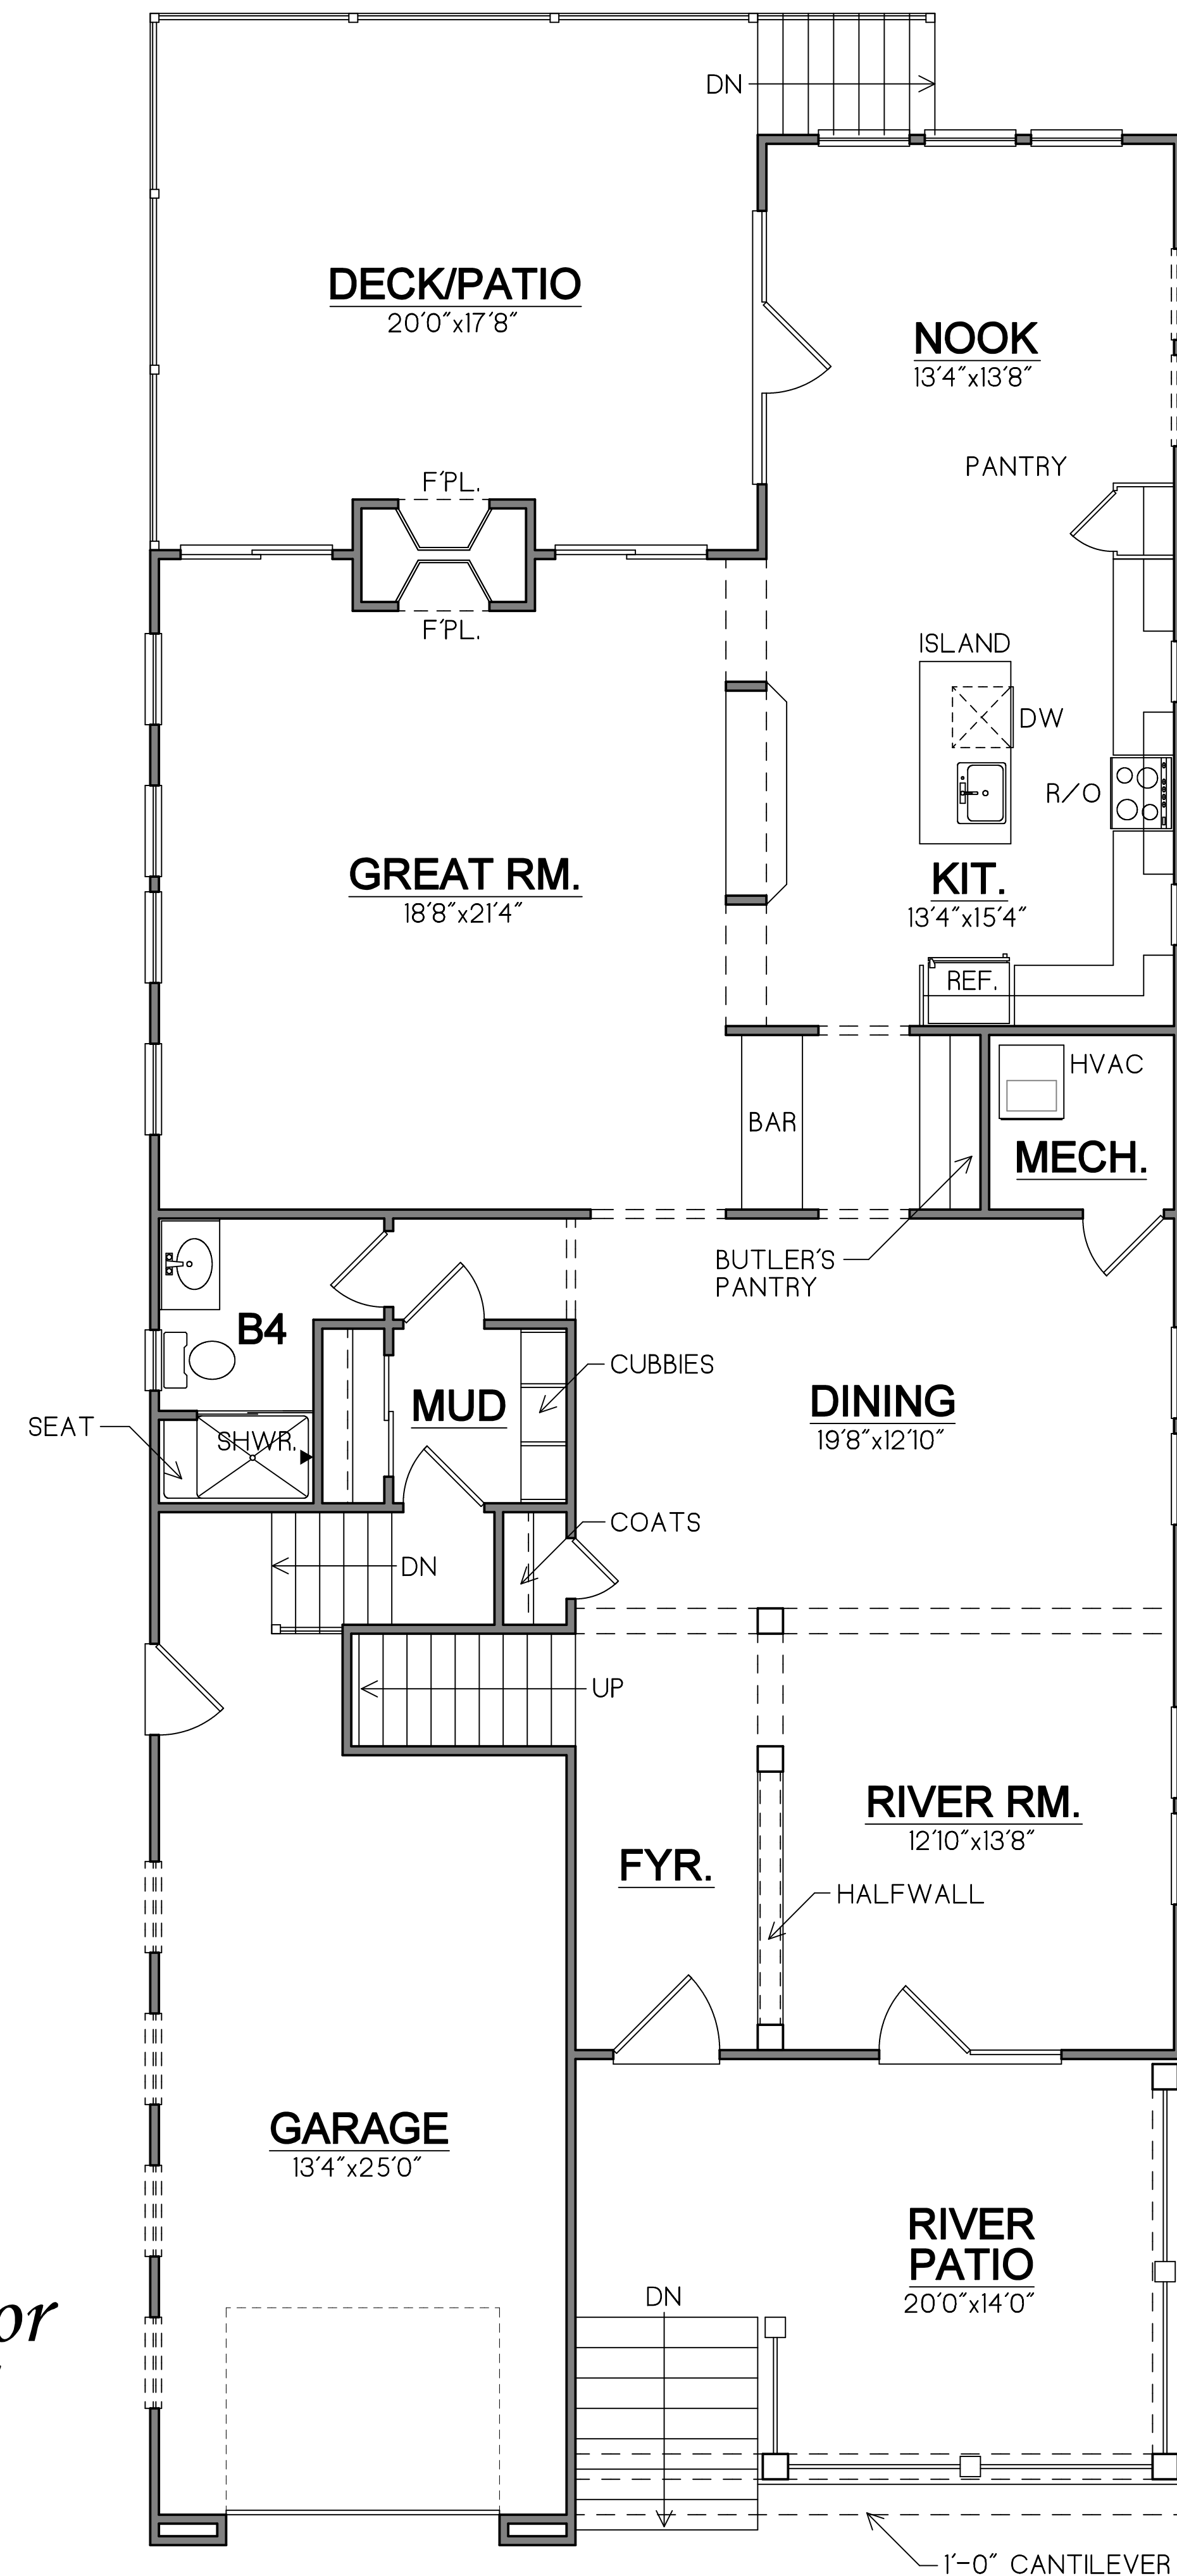 DN
DECK/PATIO
20'0"x17'8"
NOOK
13'4"x13'8"
PANTRY
F'PL.
F'PL.
ISLAND
DW
R/O
GREAT RM.
18'8"x21'4"
KIT.
13'4"x15'4"
REF.
HVAC
BAR
MECH.
BUTLER'S
PANTRY
B4
CUBBIES
MUD
DINING
19'8"x12'10"
SEAT
SHWR.
COATS
DN
UP
RIVER RM.
12'10"x13'8"
FYR.
HALFWALL
GARAGE
13'4"x25'0"
RIVER
PATIO
20'0"x14'0"
DN
or
1'-0" CANTILEVER